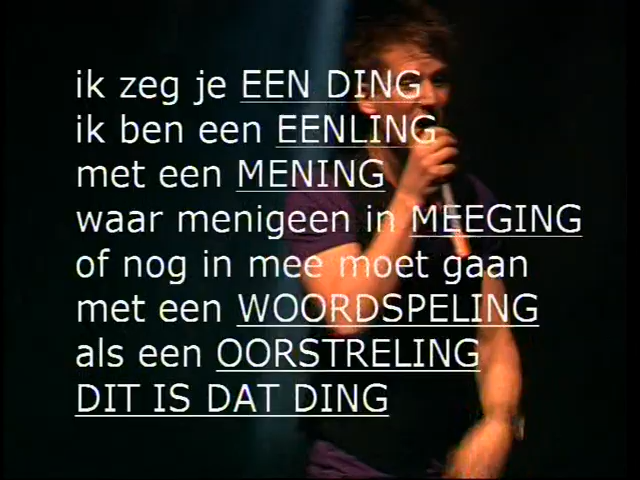 ik zeg je EEN DING
ik ben een EENLING
met een MENING
waar menigeen in MEEGING
of nog in mee moet gaan
met een WOORDSPELING
als een OORSTRELING
DIT IS DAT DING